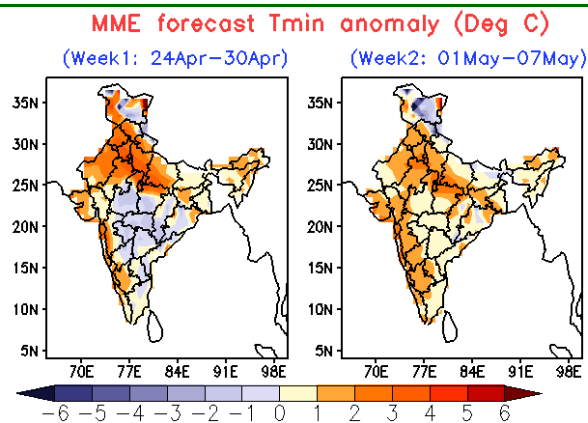 MME forecast Tmin anomaly (Deg C)
(Week1: 24Apr−30Apr) (Week2: 01May−07May)
35N 35N
30N 30N
25N 25N
20N 20N
15N 15N
10N 10N
5N 5N
70E 77E 84E 91E 98E 70E 77E 84E 91E 98E
−6 −5 −4 −3 −2 −1 0 1 2 3 4 5 6